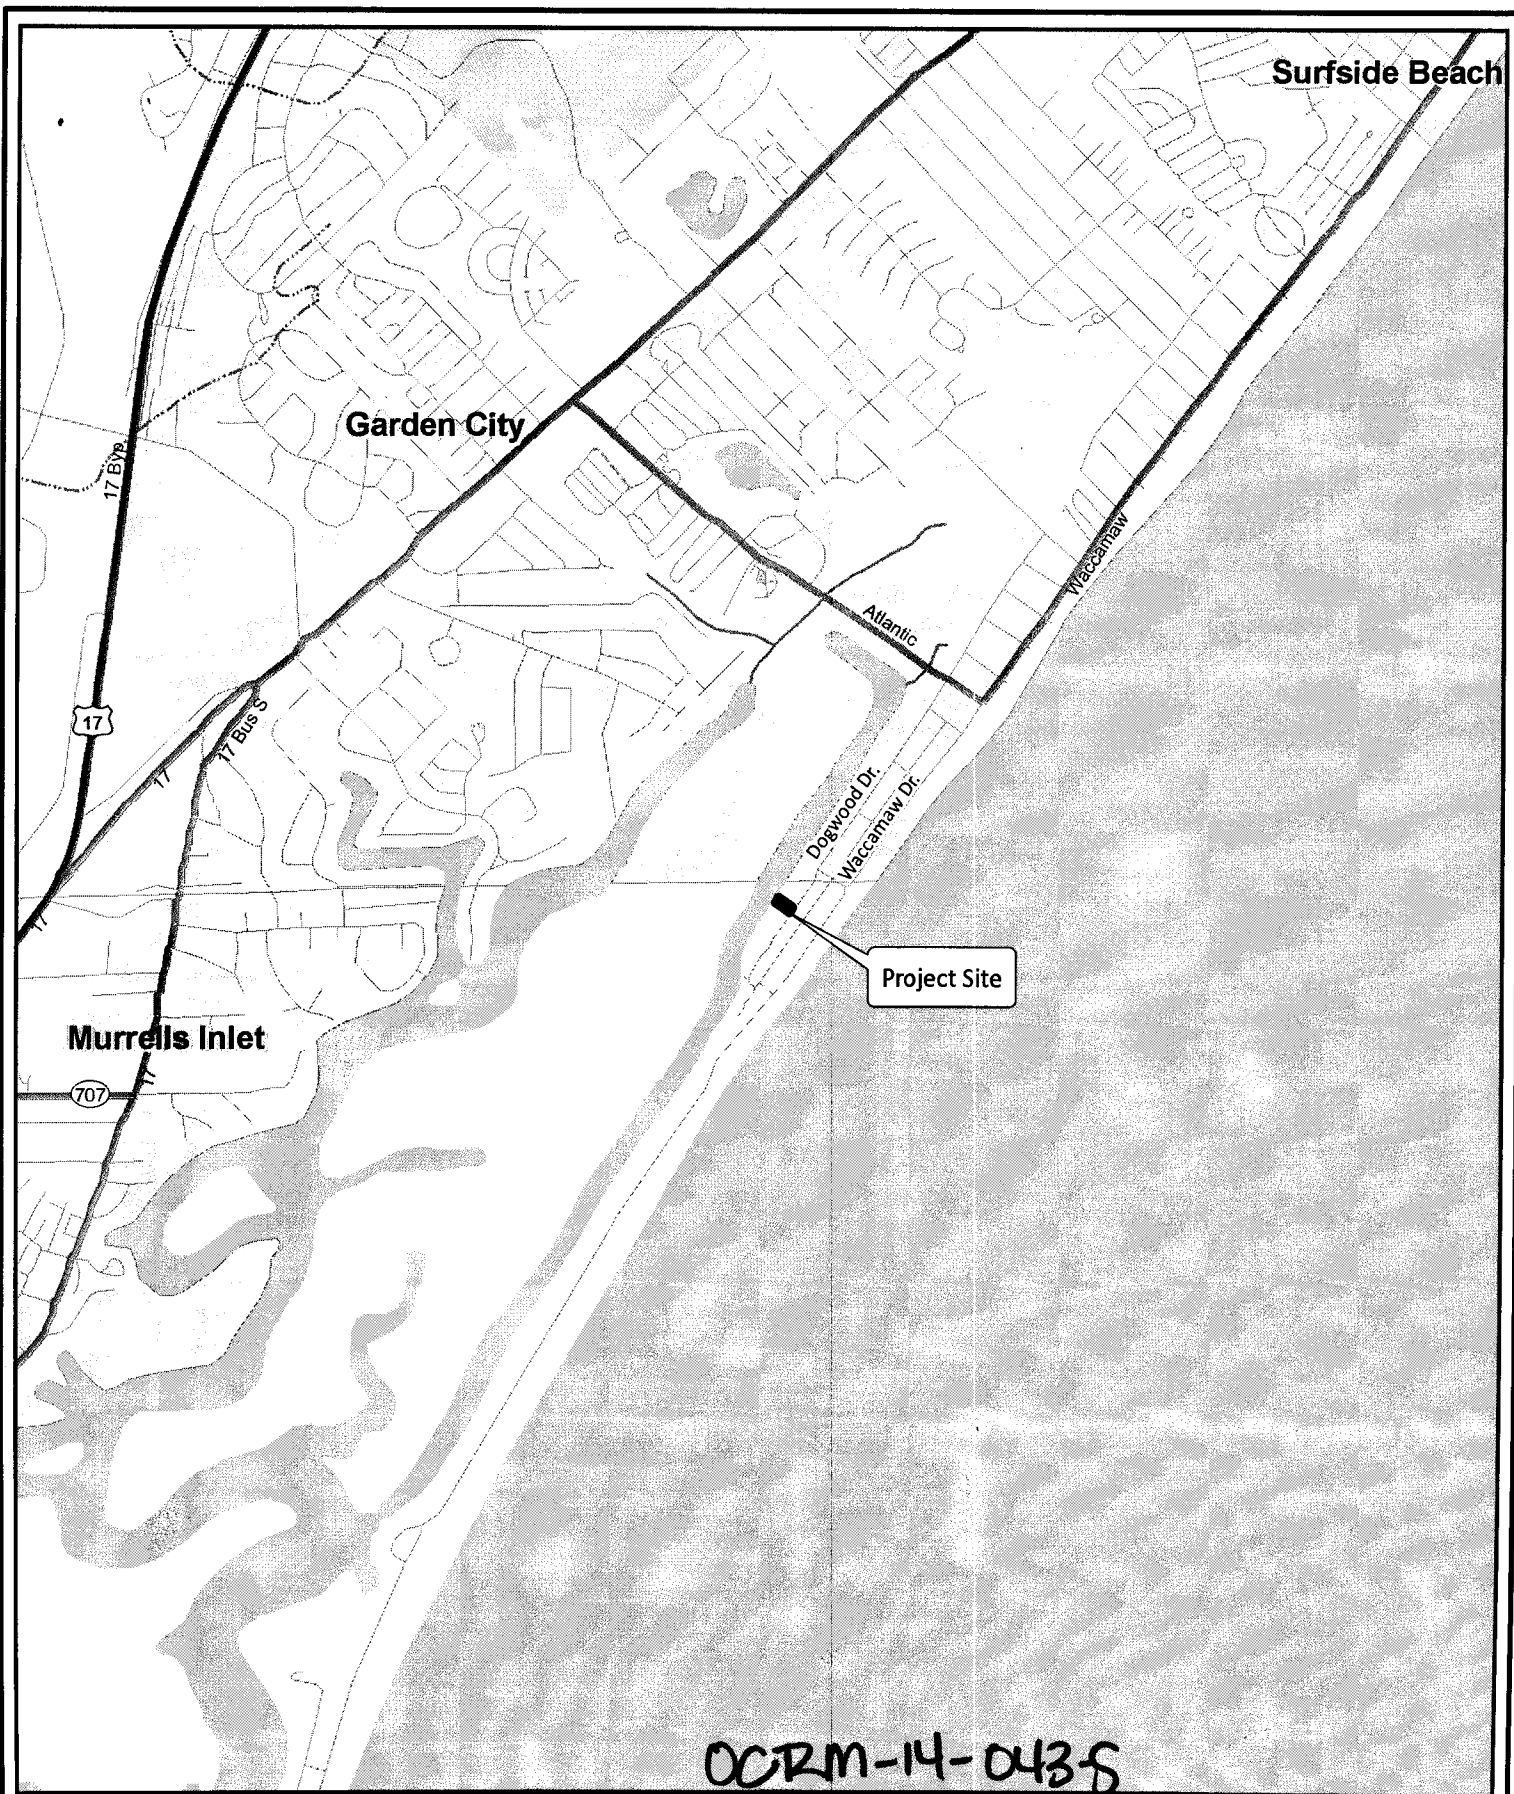 Surfside Beach
Garden City
17 Byp.
Waccamaw
Atlantic
17
17 Bus S
17
Dogwood Dr.
Waccamaw Dr.
17
Project Site
Murrells Inlet
17
707
OCRM-14-043-S